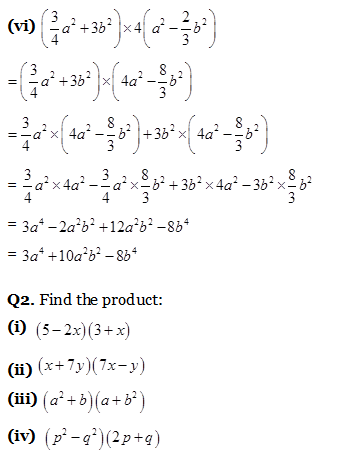 (vi) (3/4 a² + 3b²) × 4(a² − 2/3 b²)
= (3/4 a² + 3b²) × (4a² − 8/3 b²)
= 3/4 a² × (4a² − 8/3 b²) + 3b² × (4a² − 8/3 b²)
= 3/4 a² × 4a² − 3/4 a² × 8/3 b² + 3b² × 4a² − 3b² × 8/3 b²
= 3a⁴ − 2a²b² + 12a²b² − 8b⁴
= 3a⁴ + 10a²b² − 8b⁴
Q2. Find the product:
(i) (5 − 2x)(3 + x)
(ii) (x + 7y)(7x − y)
(iii) (a² + b)(a + b²)
(iv) (p² − q²)(2p + q)